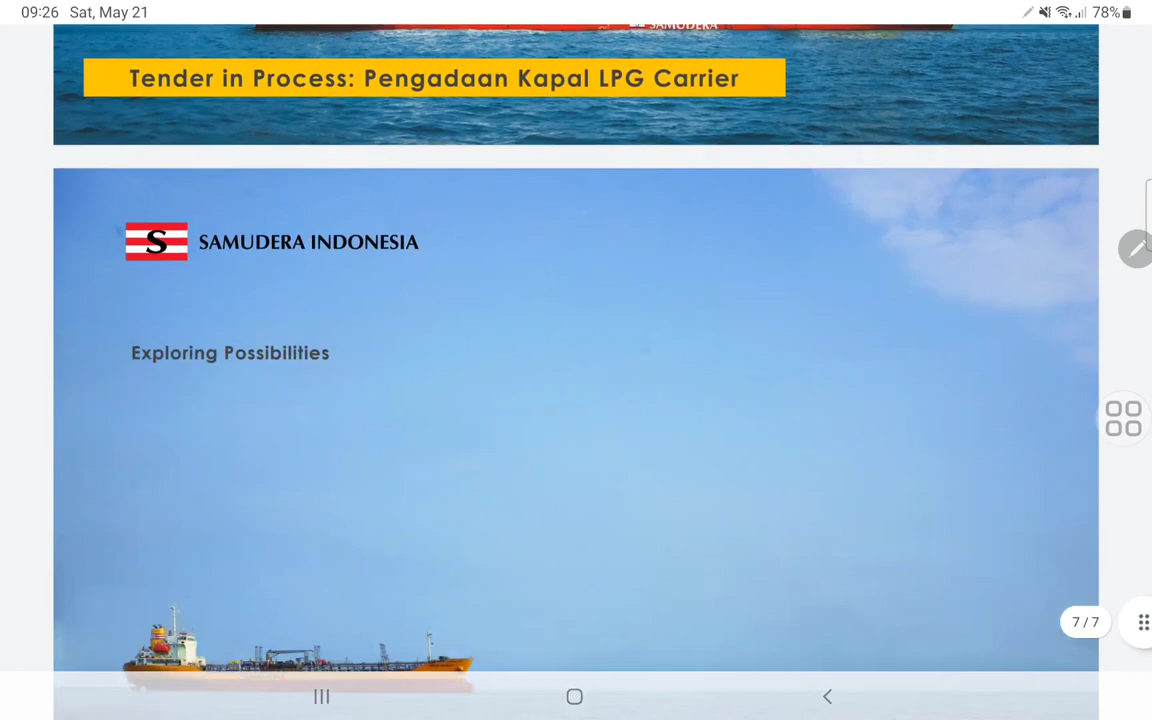 09:26 Sat, May 21
78%
SAMUDERA
Tender in Process: Pengadaan Kapal LPG Carrier
S SAMUDERA INDONESIA
Exploring Possibilities
7 / 7